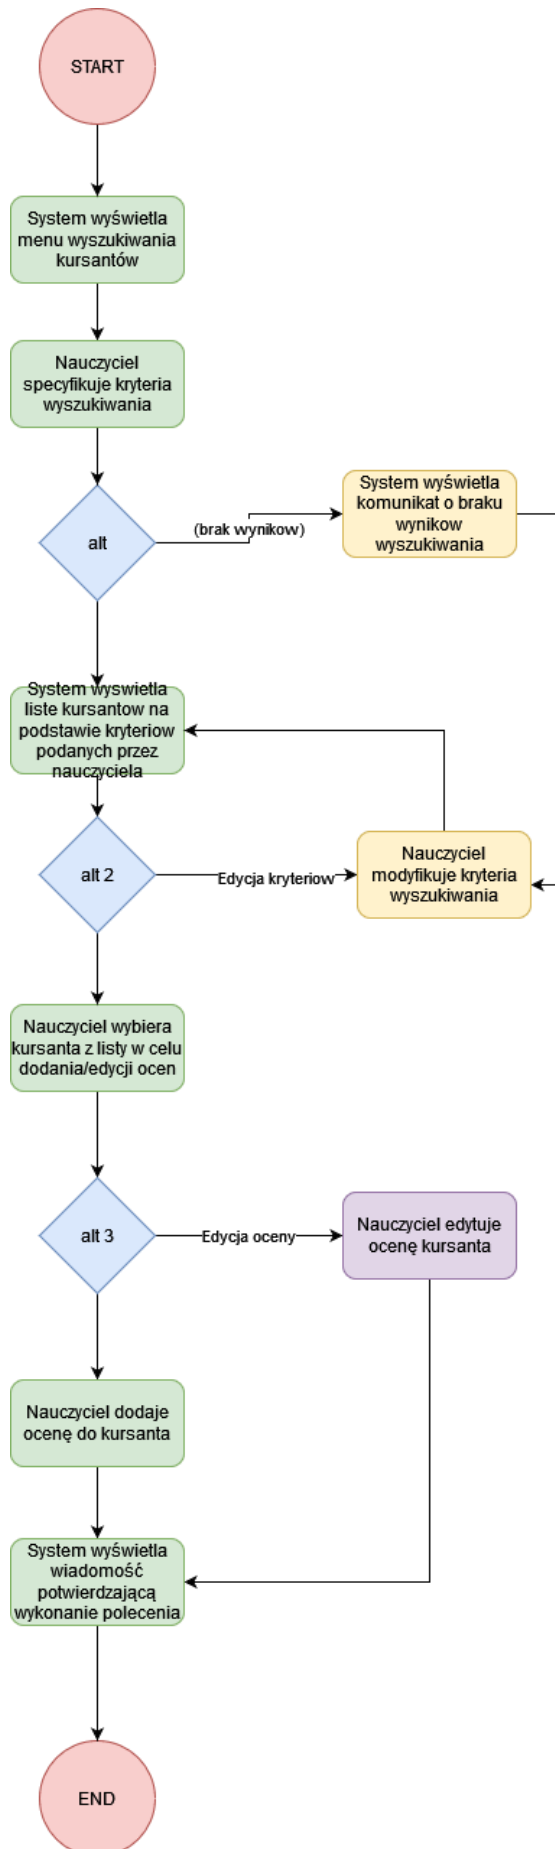 START
System wyświetla
menu wyszukiwania
kursantów
Nauczyciel
specyfikuje kryteria
wyszukiwania
alt
(brak wynikow)
System wyświetla
komunikat o braku
wynikow
wyszukiwania
System wyswietla
liste kursantow na
podstawie kryteriow
podanych przez
nauczyciela
alt 2
Edycja kryteriow
Nauczyciel
modyfikuje kryteria
wyszukiwania
Nauczyciel wybiera
kursanta z listy w celu
dodania/edycji ocen
alt 3
Edycja oceny
Nauczyciel edytuje
ocenę kursanta
Nauczyciel dodaje
ocenę do kursanta
System wyświetla
wiadomość
potwierdzającą
wykonanie polecenia
END